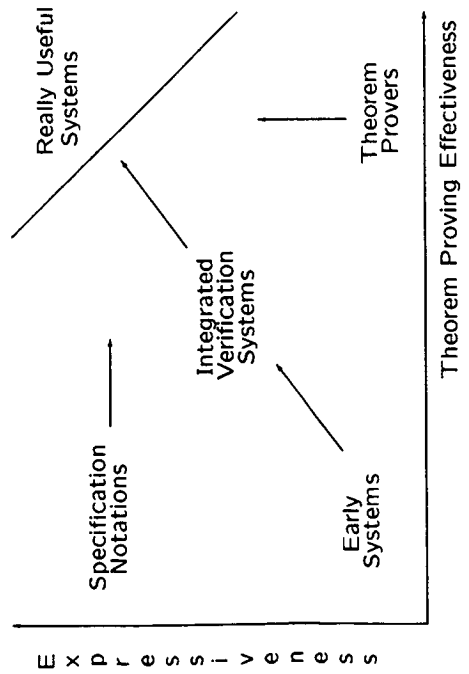 Really Useful
Systems
Specification
Notations
Integrated
Verification
Systems
Early
Systems
Theorem
Provers
Expressiveness
Theorem Proving Effectiveness